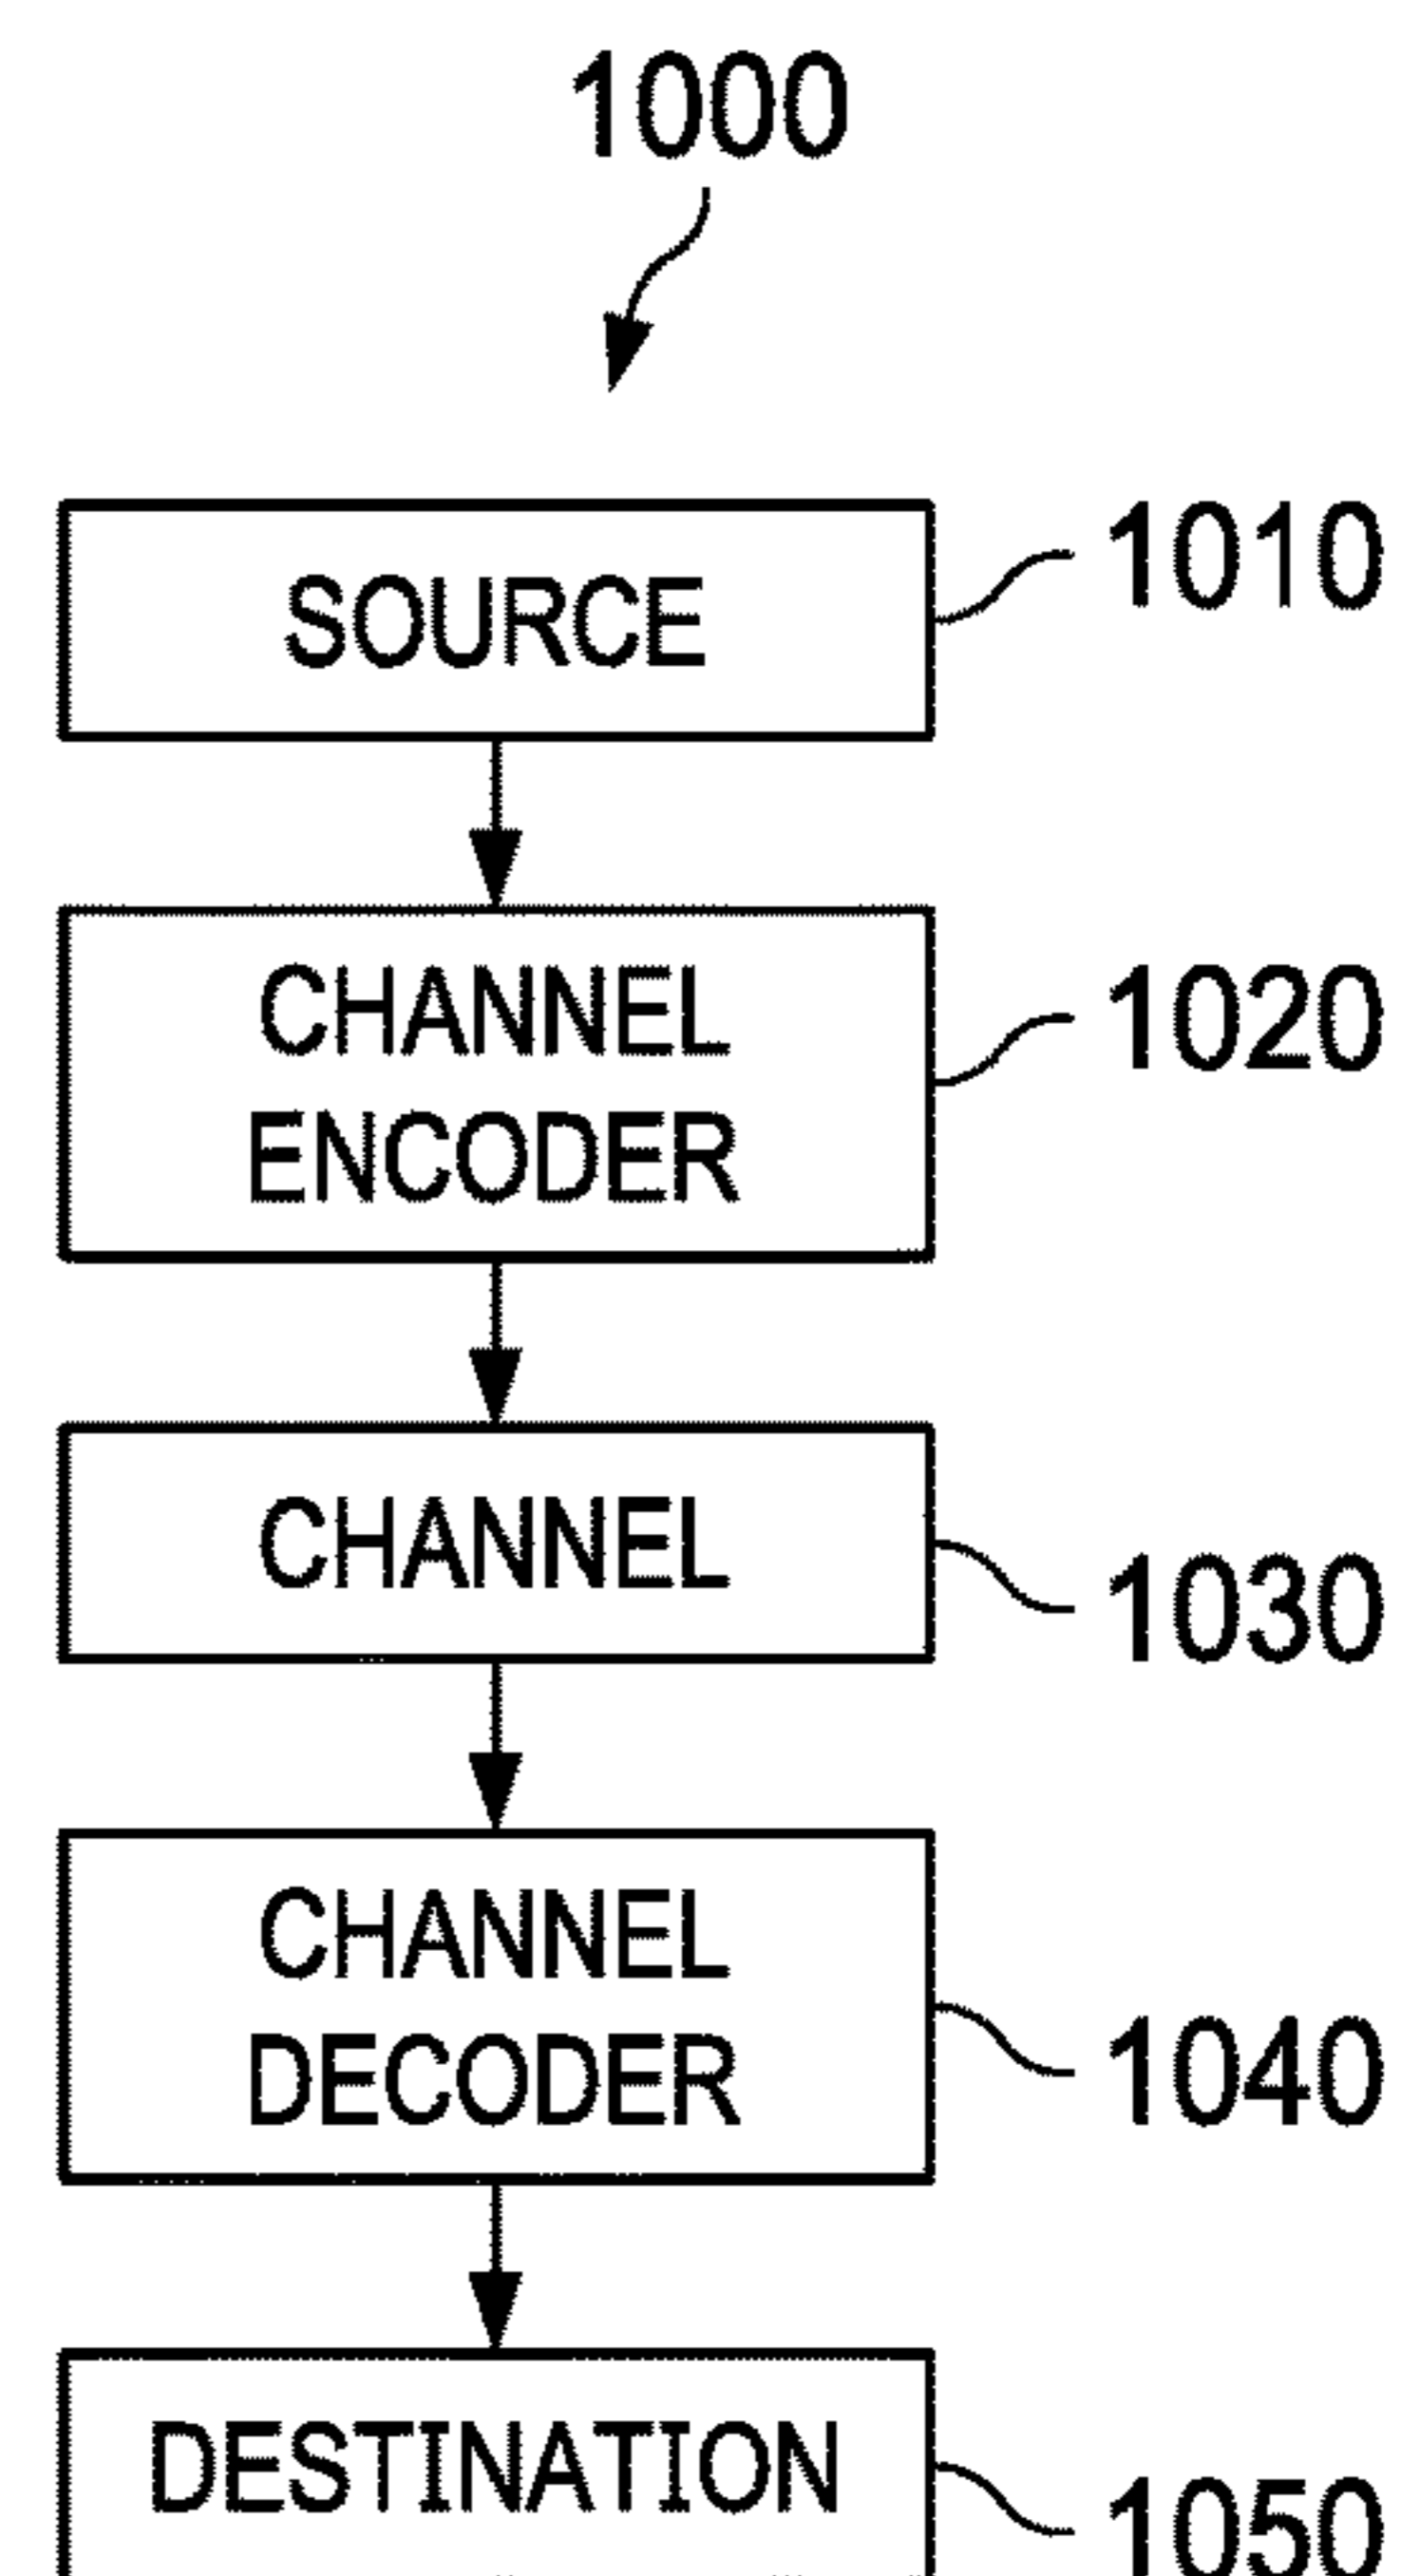 1000
SOURCE
1010
CHANNEL
ENCODER
1020
CHANNEL
1030
CHANNEL
DECODER
1040
DESTINATION
1050